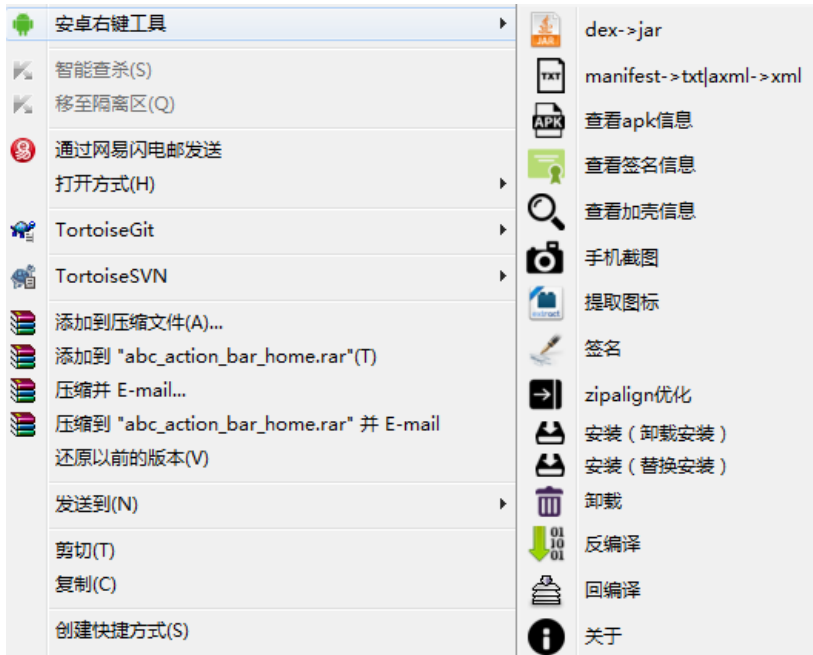 安卓右键工具
智能查杀(S)
移至隔离区(Q)
通过网易闪电邮发送
打开方式(H)
TortoiseGit
TortoiseSVN
添加到压缩文件(A)...
添加到 "abc_action_bar_home.rar"(T)
压缩并 E-mail...
压缩到 "abc_action_bar_home.rar" 并 E-mail
还原以前的版本(V)
发送到(N)
剪切(T)
复制(C)
创建快捷方式(S)
JAR
dex->jar
TXT
manifest->txt|axml->xml
APK
查看apk信息
查看签名信息
查看加壳信息
手机截图
extract
提取图标
签名
zipalign优化
安装（卸载安装）
安装（替换安装）
卸载
01
10
01
反编译
回编译
关于